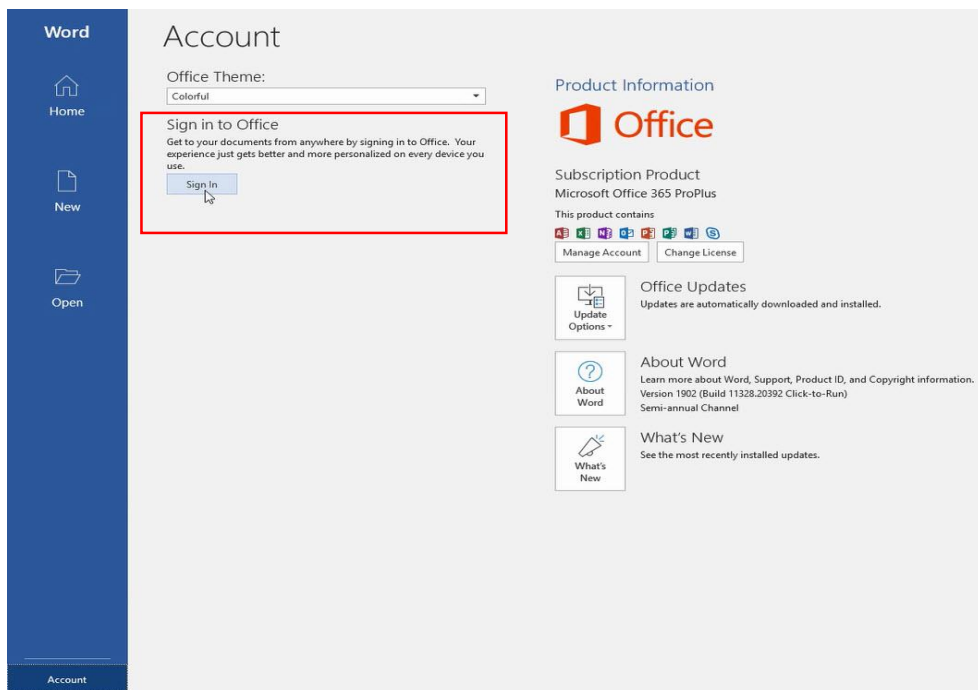 Word
Home
New
Open
Account
Account
Office Theme:
Colorful
Sign in to Office
Get to your documents from anywhere by signing in to Office. Your
experience just gets better and more personalized on every device you
use.
Sign In
Product Information
Office
Subscription Product
Microsoft Office 365 ProPlus
This product contains
Manage Account
Change License
Update
Options
Office Updates
Updates are automatically downloaded and installed.
About
Word
About Word
Learn more about Word, Support, Product ID, and Copyright information.
Version 1902 (Build 11328.20392 Click-to-Run)
Semi-annual Channel
What's
New
What's New
See the most recently installed updates.